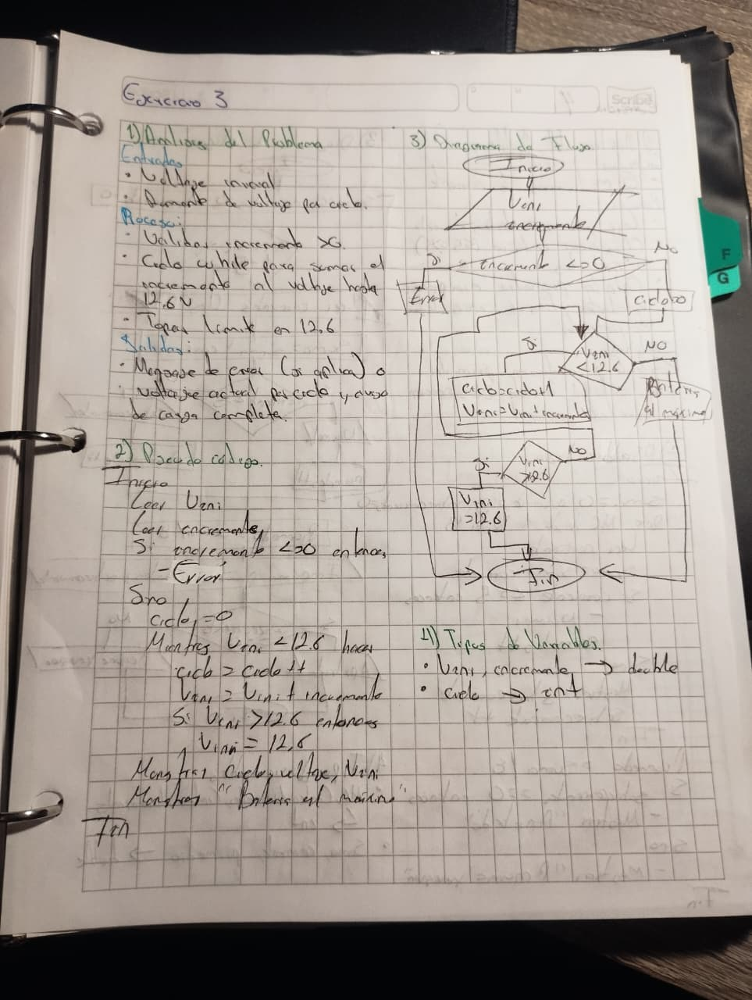 Ejercicio 3
Scribe
1) Analisis del Problema
Entradas
• Voltaje inicial
• Aumento de voltaje por ciclo.
Proceso:
• Validar incremento >0.
• Ciclo while para sumar el
incremento al voltaje hasta
12.6 V
• Topar limite en 12.6
Salidas:
• Mensaje de error (si aplica) o
voltaje actual por ciclo y aviso
de carga completa.
2) Pseudo código.
Inicio
Leer Vini
Leer incremento,
Si incremento <=0 entonces,
- Error
Sino
ciclo=0
Mientras Vini <12.6 hacer
ciclo = ciclo ++
Vini = Vini + incremento
Si Vini >12.6 entonces
Vini = 12.6
Mostrar ciclo, voltaje, Vini
Mostrar "Bateria al maximo"
Fin
3) Diagrama de Flujo
Inicio
Vini
incremento
Si
incremento <=0
No
Error
ciclo=0
Si
Vini
<12.6
NO
ciclo=ciclo+1
Vini=Vini+incremento
Bateria
al maximo
Si
Vini
>12.6
No
Vini
=12.6
Fin
4) Tipos de Variables.
• Vini, incremento, → double
• ciclo → int
F
G